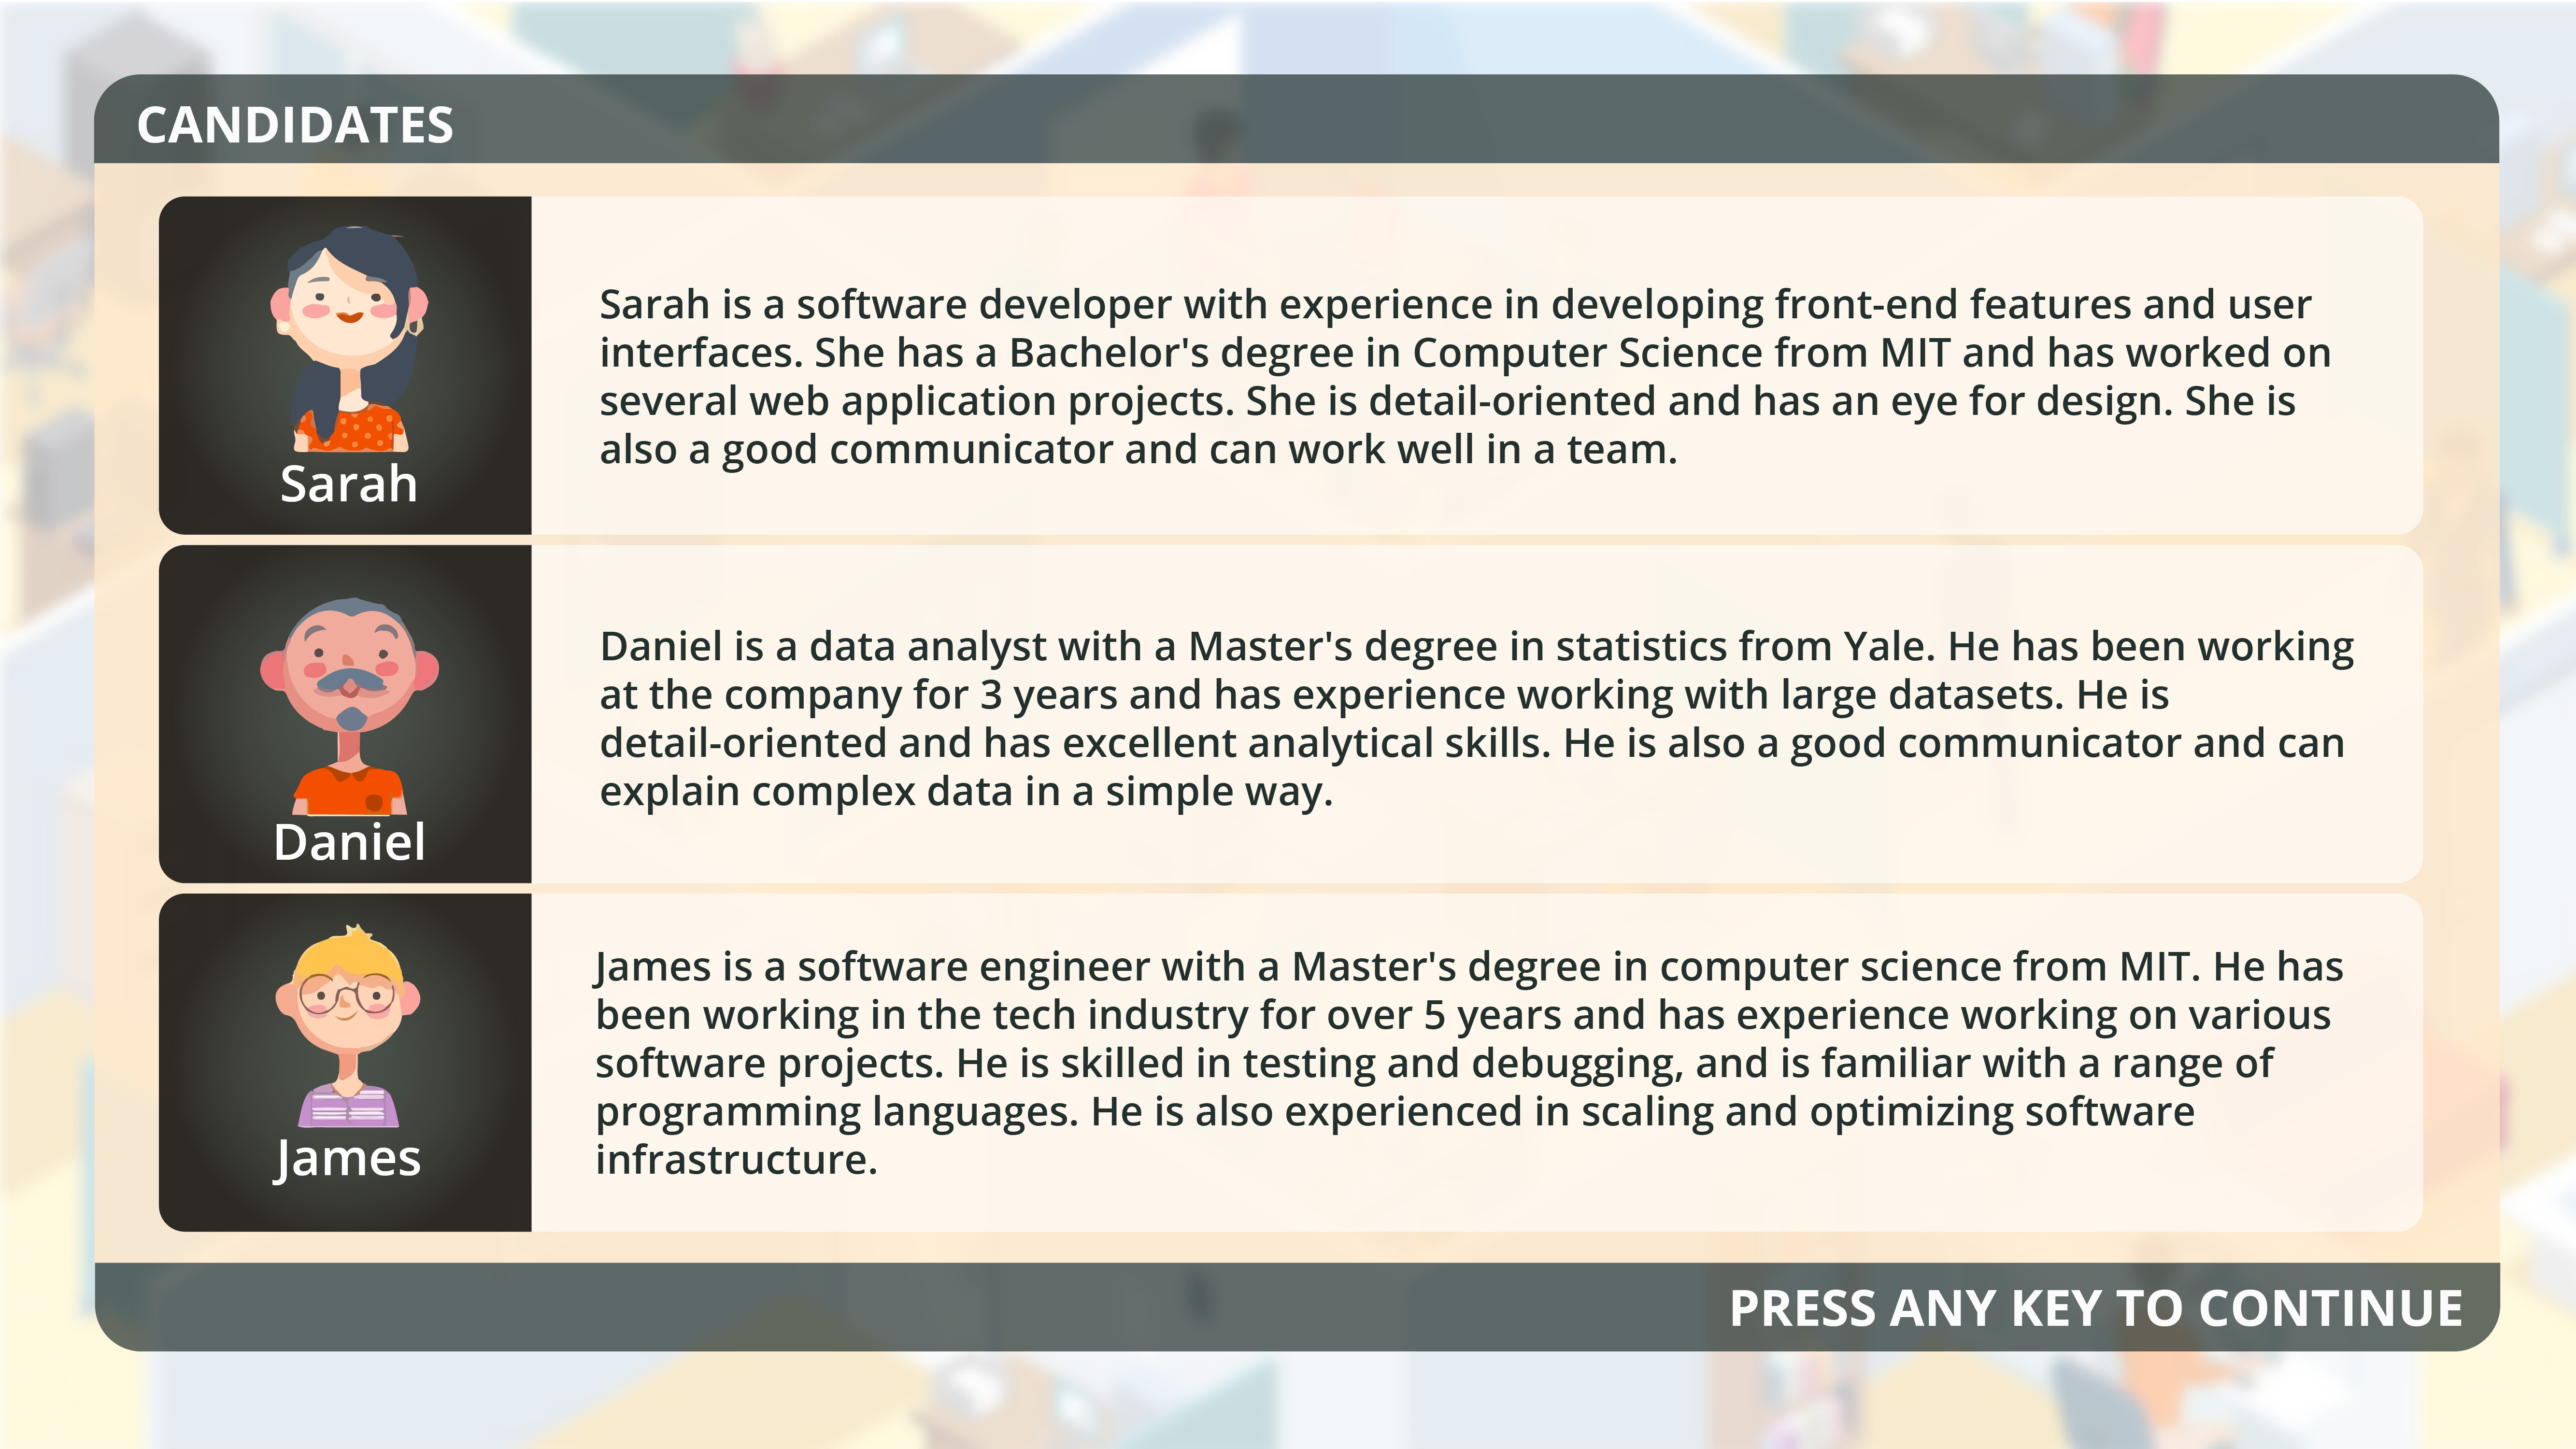 CANDIDATES
Sarah is a software developer with experience in developing front-end features and user
interfaces. She has a Bachelor's degree in Computer Science from MIT and has worked on
several web application projects. She is detail-oriented and has an eye for design. She is
also a good communicator and can work well in a team.
Sarah
Daniel is a data analyst with a Master's degree in statistics from Yale. He has been working
at the company for 3 years and has experience working with large datasets. He is
detail-oriented and has excellent analytical skills. He is also a good communicator and can
explain complex data in a simple way.
Daniel
James is a software engineer with a Master's degree in computer science from MIT. He has
been working in the tech industry for over 5 years and has experience working on various
software projects. He is skilled in testing and debugging, and is familiar with a range of
programming languages. He is also experienced in scaling and optimizing software
infrastructure.
James
PRESS ANY KEY TO CONTINUE